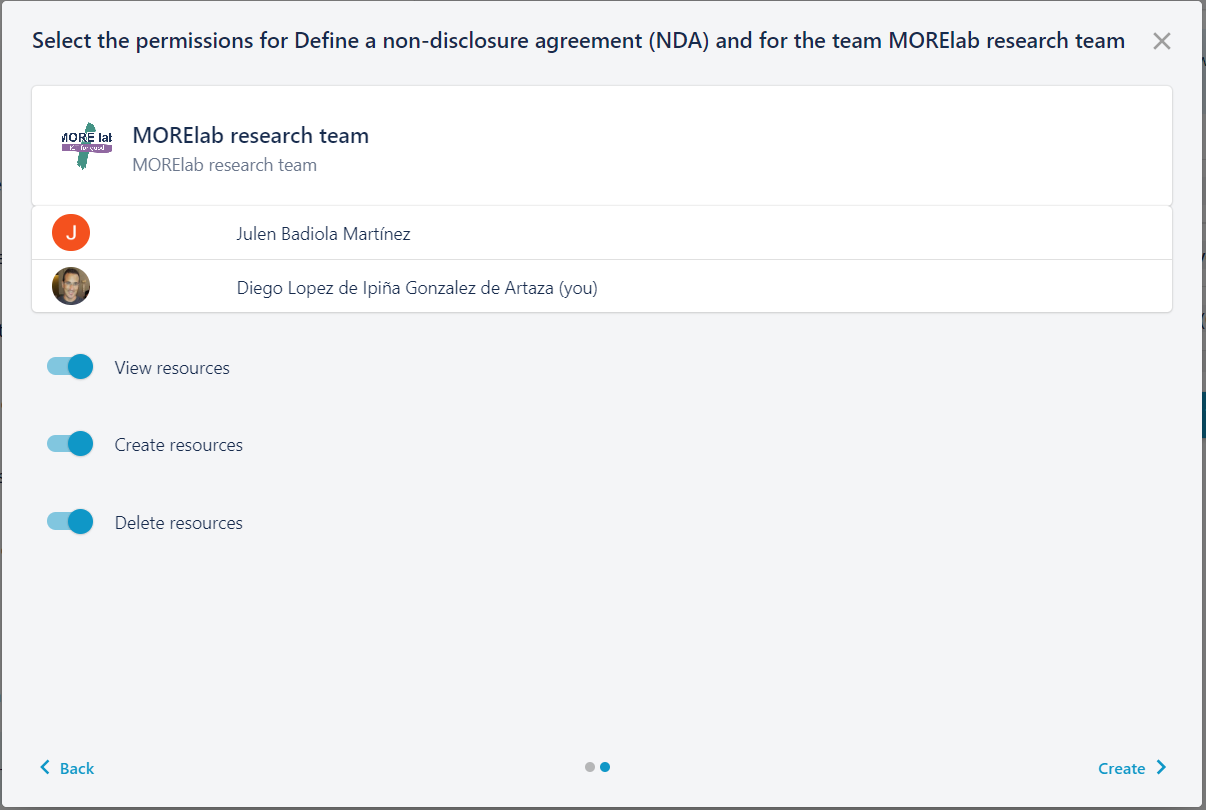 Select the permissions for Define a non-disclosure agreement (NDA) and for the team MORElab research team
MORE lab
MORElab research team
MORElab research team
J
Julen Badiola Martínez
Diego Lopez de Ipiña Gonzalez de Artaza (you)
View resources
Create resources
Delete resources
Back
Create